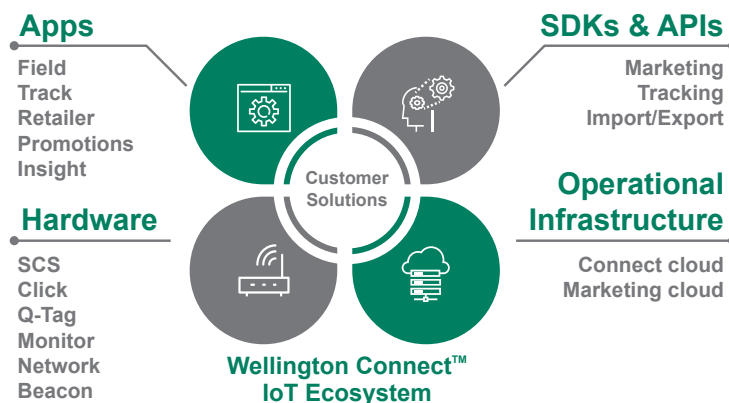 Apps
Field
Track
Retailer
Promotions
Insight
SDKs & APIs
Marketing
Tracking
Import/Export
Customer
Solutions
Hardware
SCS
Click
Q-Tag
Monitor
Network
Beacon
Operational
Infrastructure
Connect cloud
Marketing cloud
Wellington Connect™
IoT Ecosystem